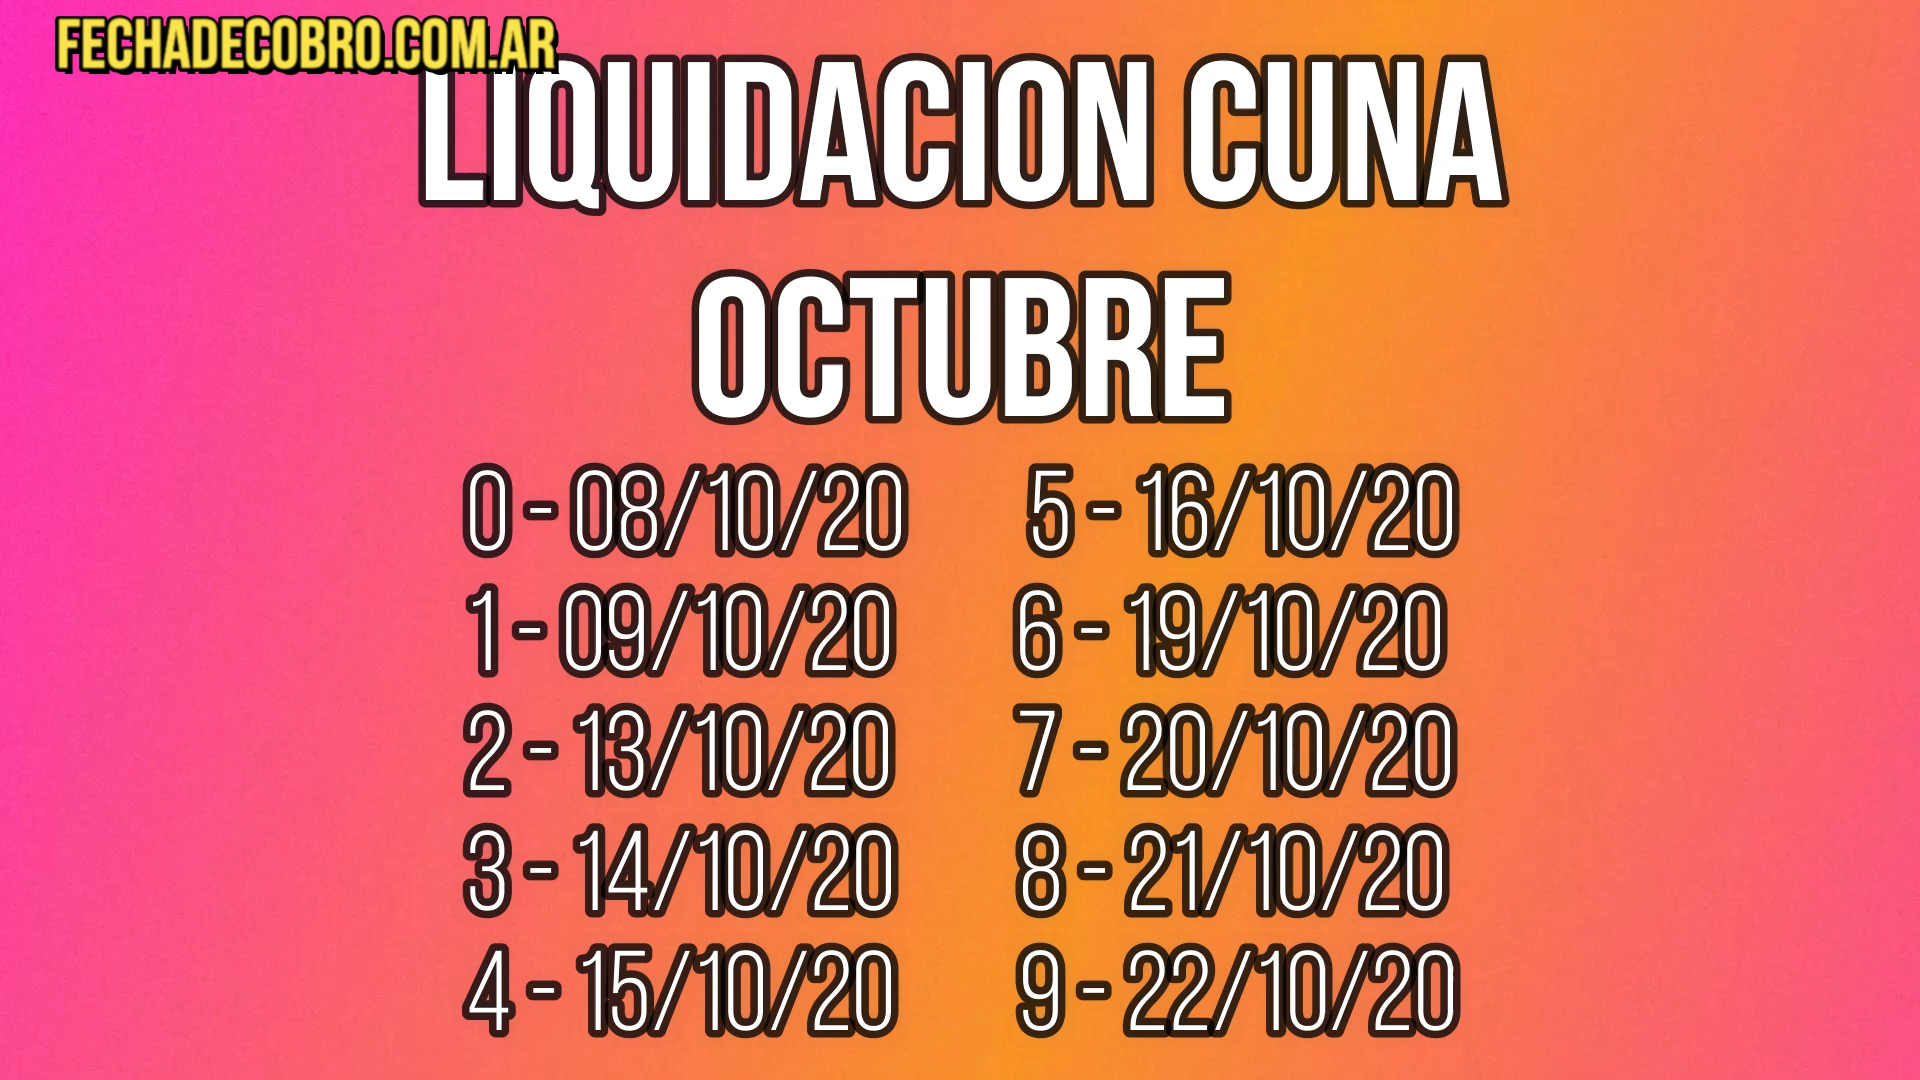 FECHADECOBRO.COM.AR
LIQUIDACION CUNA
OCTUBRE
0 - 08/10/20 5 - 16/10/20
1 - 09/10/20 6 - 19/10/20
2 - 13/10/20 7 - 20/10/20
3 - 14/10/20 8 - 21/10/20
4 - 15/10/20 9 - 22/10/20